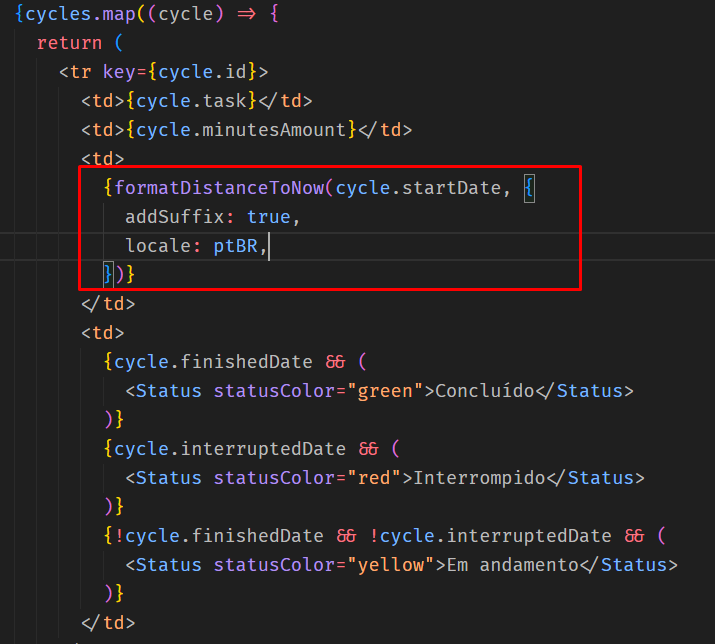 {cycles.map((cycle) => {
return (
<tr key={cycle.id}>
<td>{cycle.task}</td>
<td>{cycle.minutesAmount}</td>
<td>
{formatDistanceToNow(cycle.startDate, {
addSuffix: true,
locale: ptBR,
})}
</td>
<td>
{cycle.finishedDate && (
<Status statusColor="green">Concluído</Status>
)}
{cycle.interruptedDate && (
<Status statusColor="red">Interrompido</Status>
)}
{!cycle.finishedDate && !cycle.interruptedDate && (
<Status statusColor="yellow">Em andamento</Status>
)}
</td>